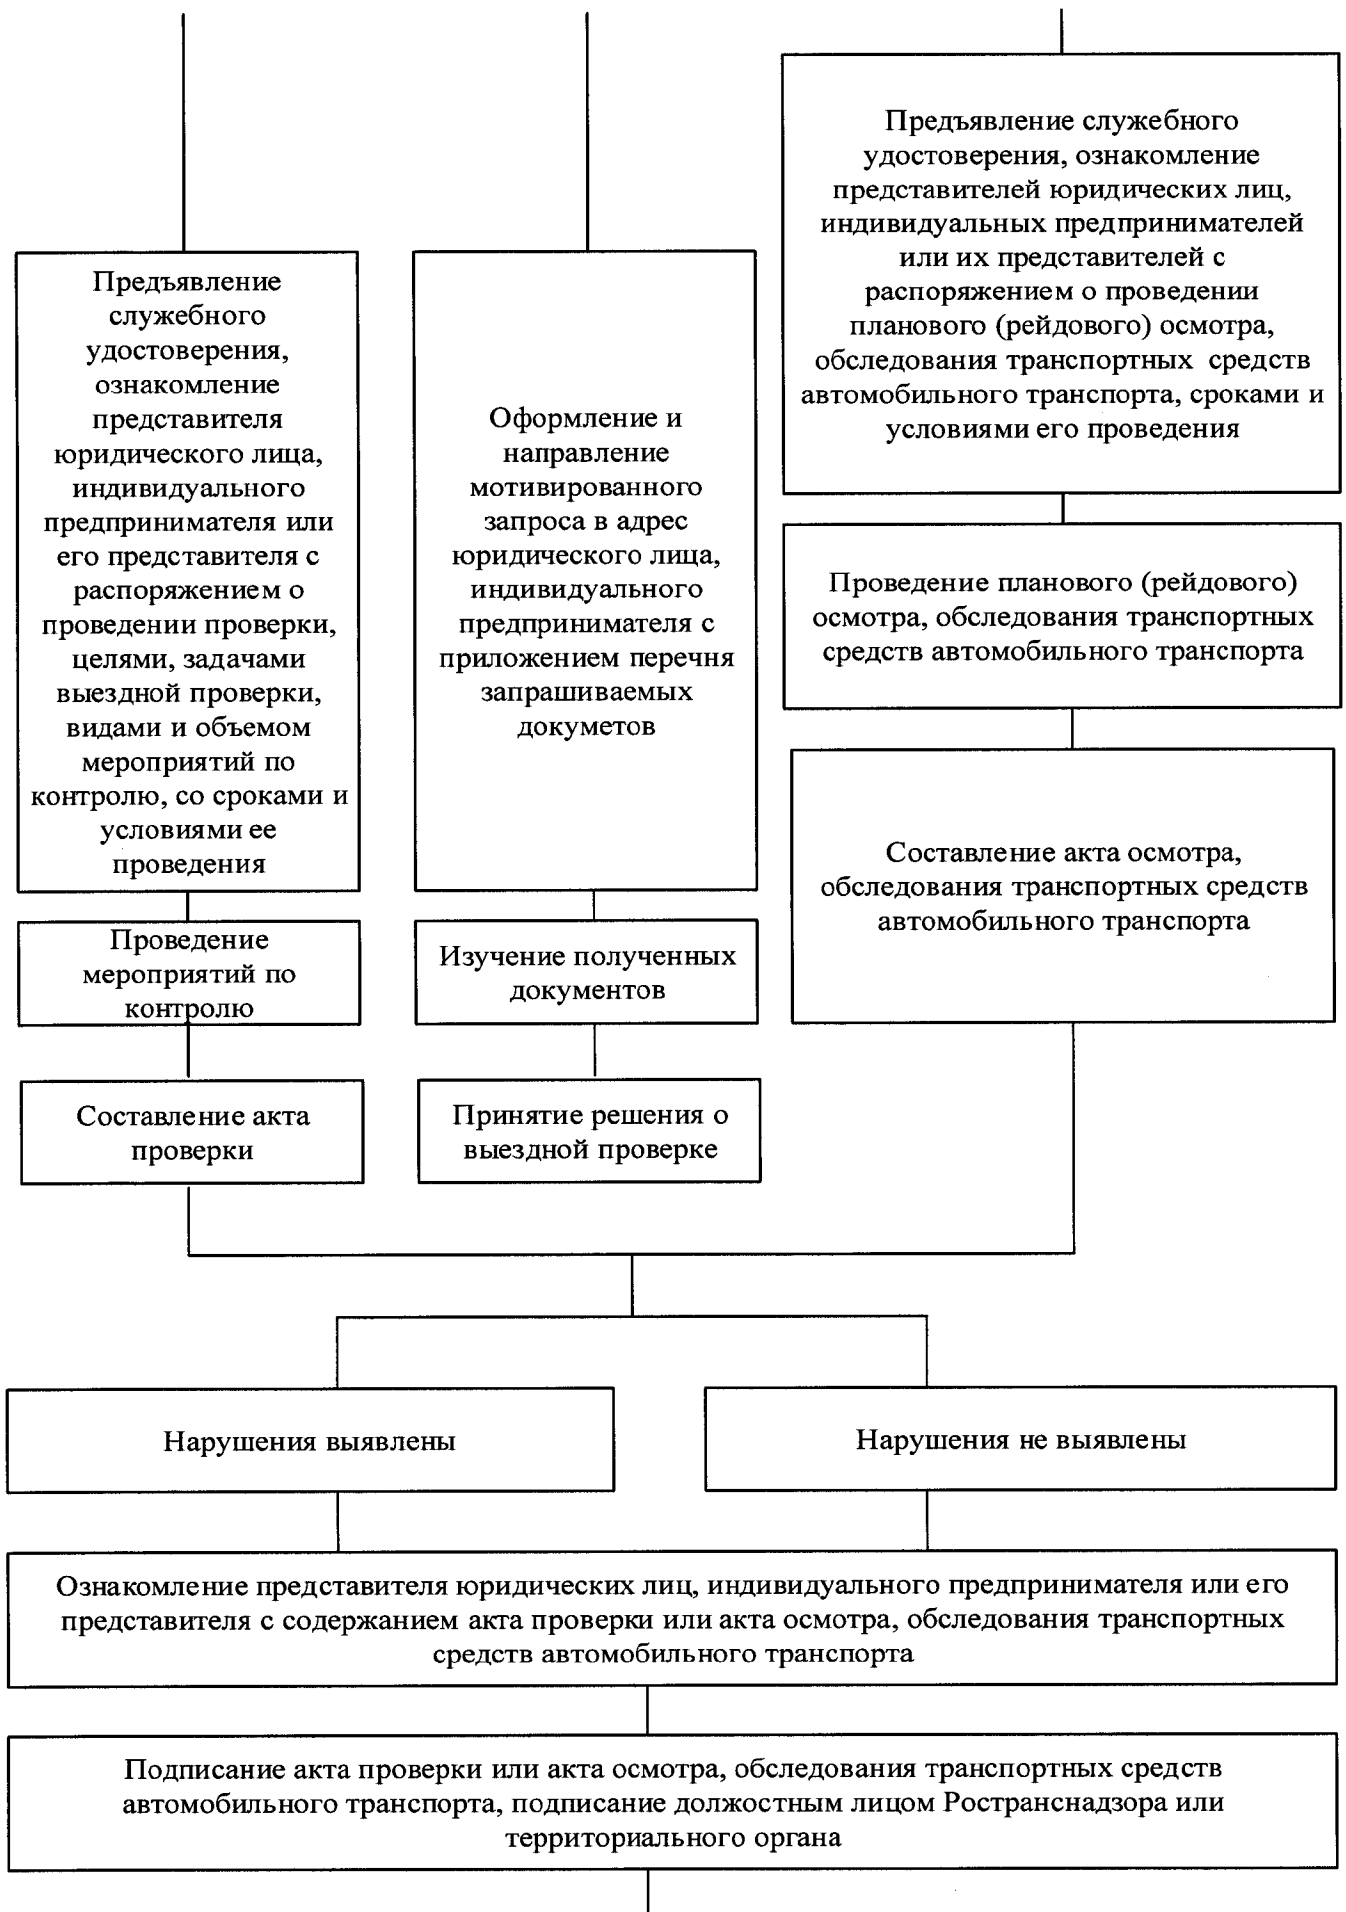 Предъявление
служебного
удостоверения,
ознакомление
представителя
юридического лица,
индивидуального
предпринимателя или
его представителя с
распоряжением о
проведении проверки,
целями, задачами
выездной проверки,
видами и объемом
мероприятий по
контролю, со сроками и
условиями ее
проведения
Проведение
мероприятий по
контролю
Составление акта
проверки
Оформление и
направление
мотивированного
запроса в адрес
юридического лица,
индивидуального
предпринимателя с
приложением перечня
запрашиваемых
докуметов
Изучение полученных
документов
Принятие решения о
выездной проверке
Предъявление служебного
удостоверения, ознакомление
представителей юридических лиц,
индивидуальных предпринимателей
или их представителей с
распоряжением о проведении
планового (рейдового) осмотра,
обследования транспортных средств
автомобильного транспорта, сроками и
условиями его проведения
Проведение планового (рейдового)
осмотра, обследования транспортных
средств автомобильного транспорта
Составление акта осмотра,
обследования транспортных средств
автомобильного транспорта
Нарушения выявлены
Нарушения не выявлены
Ознакомление представителя юридических лиц, индивидуального предпринимателя или его
представителя с содержанием акта проверки или акта осмотра, обследования транспортных
средств автомобильного транспорта
Подписание акта проверки или акта осмотра, обследования транспортных средств
автомобильного транспорта, подписание должостным лицом Ространснадзора или
территориального органа